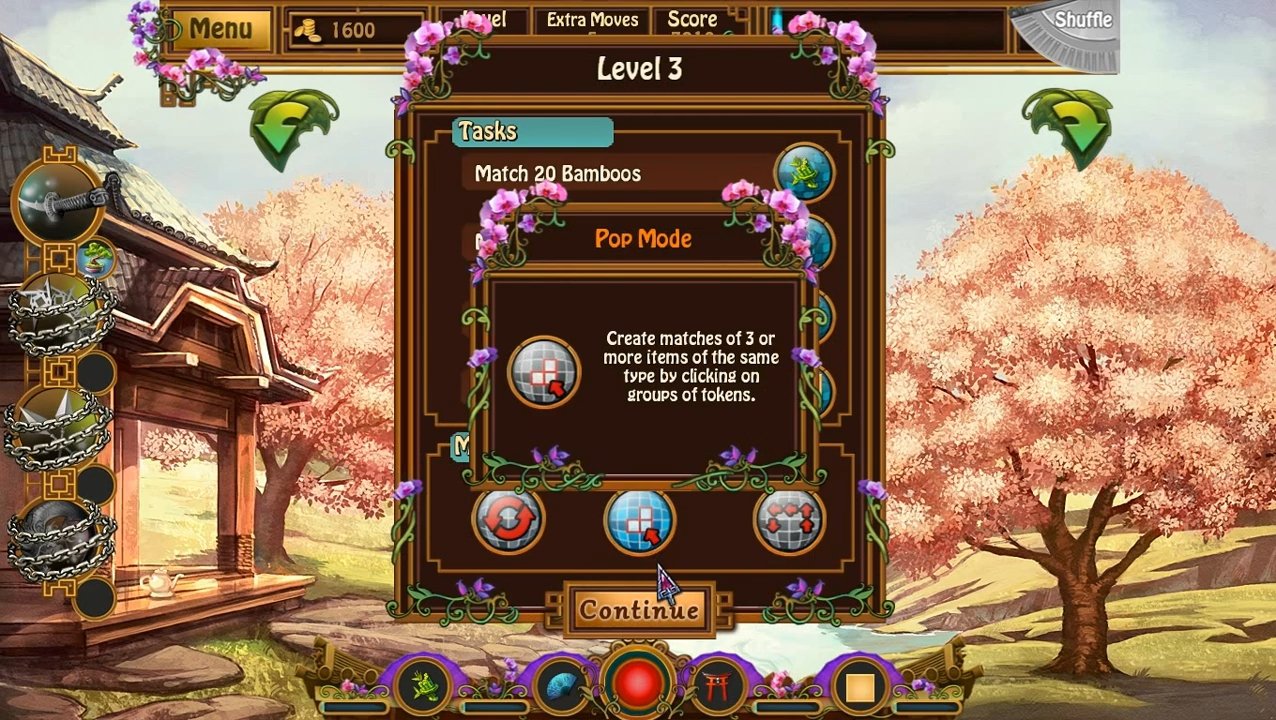 Menu
1600
Level
Extra Moves
Score
Shuffle
Level 3
Tasks
Match 20 Bamboos
Pop Mode
Create matches of 3 or
more items of the same
type by clicking on
groups of tokens.
M
Continue